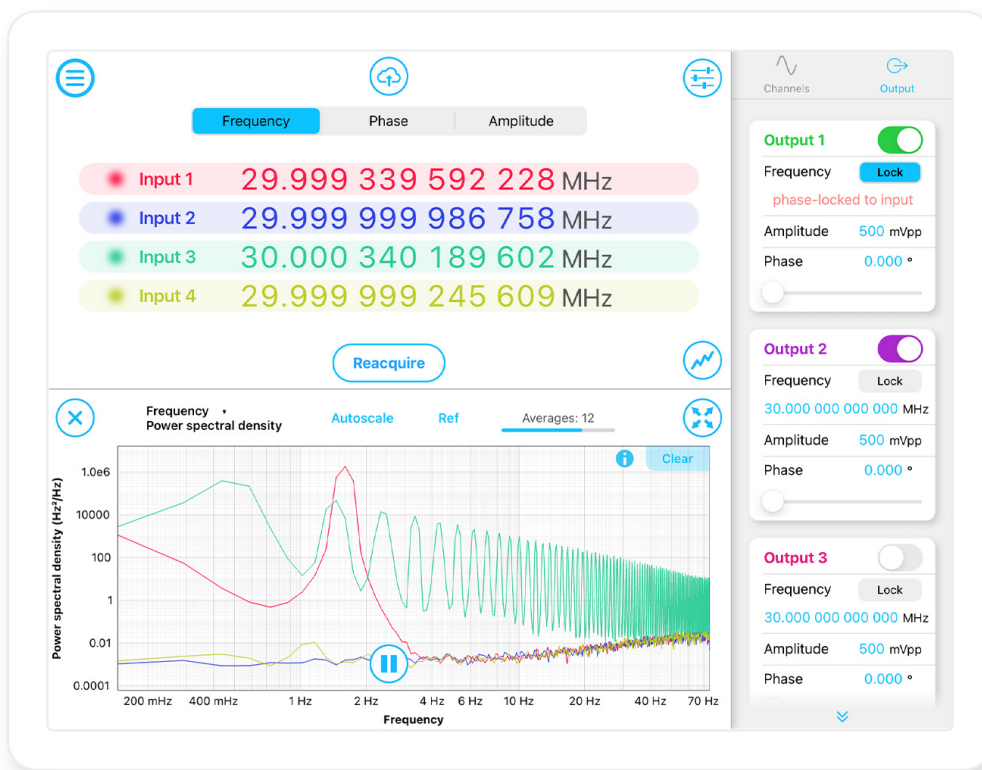 Frequency Phase Amplitude
Input 1 29.999 339 592 228 MHz
Input 2 29.999 999 986 758 MHz
Input 3 30.000 340 189 602 MHz
Input 4 29.999 999 245 609 MHz
Reacquire
Frequency
Power spectral density
Autoscale
Ref
Averages: 12
i
Clear
Power spectral density (Hz²/Hz)
1.0e6
10000
100
1
0.01
0.0001
200 mHz 400 mHz 1 Hz 2 Hz 4 Hz 6 Hz 10 Hz 20 Hz 40 Hz 70 Hz
Frequency
Channels Output
Output 1
Frequency Lock
phase-locked to input
Amplitude 500 mVpp
Phase 0.000 °
Output 2
Frequency Lock
30.000 000 000 000 MHz
Amplitude 500 mVpp
Phase 0.000 °
Output 3
Frequency Lock
30.000 000 000 000 MHz
Amplitude 500 mVpp
Phase 0.000 °